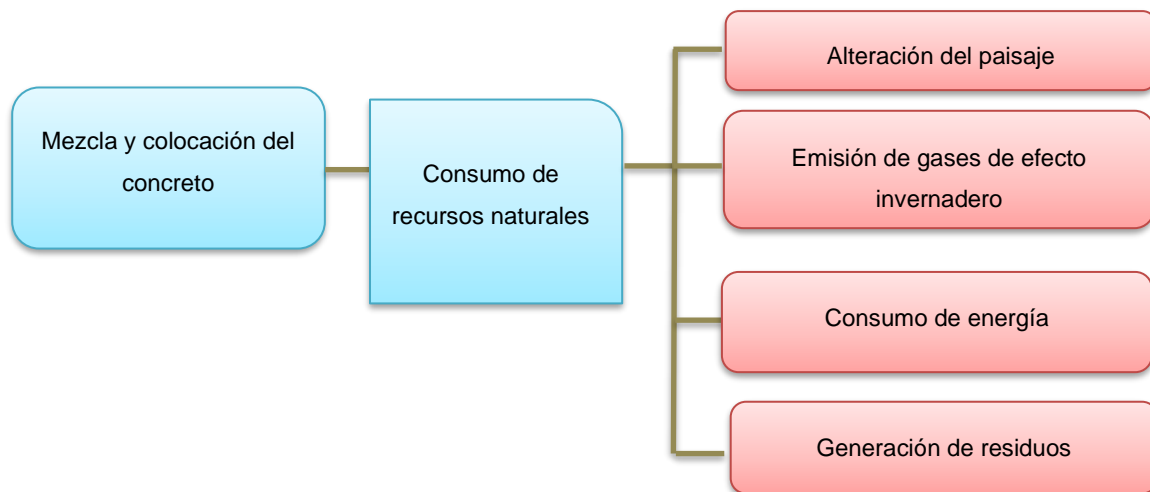 Mezcla y colocación del
concreto
Consumo de
recursos naturales
Alteración del paisaje
Emisión de gases de efecto
invernadero
Consumo de energía
Generación de residuos